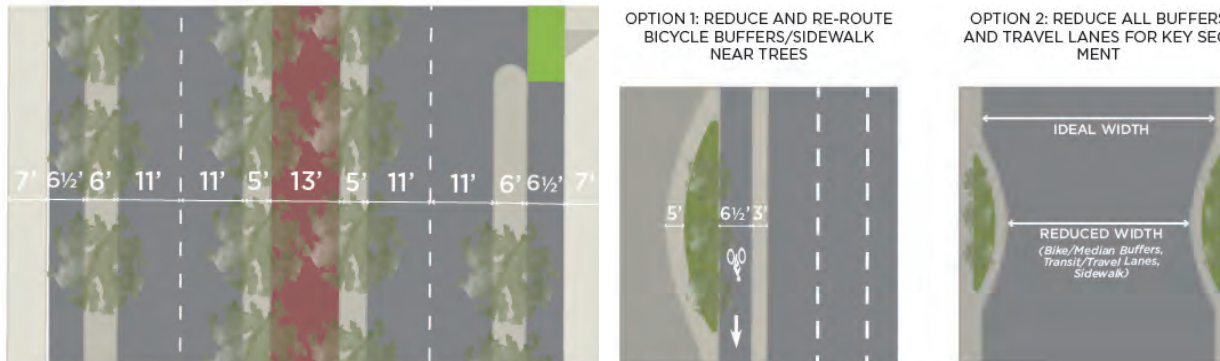 7' 6½' 6' 11' 11' 5' 13' 5' 11' 11' 6' 6½' 7'
OPTION 1: REDUCE AND RE-ROUTE
BICYCLE BUFFERS/SIDEWALK
NEAR TREES
5' 6½' 3'
OPTION 2: REDUCE ALL BUFFERS
AND TRAVEL LANES FOR KEY SEG
MENT
IDEAL WIDTH
REDUCED WIDTH
(Bike/Median Buffers,
Transit/Travel Lanes,
Sidewalk)